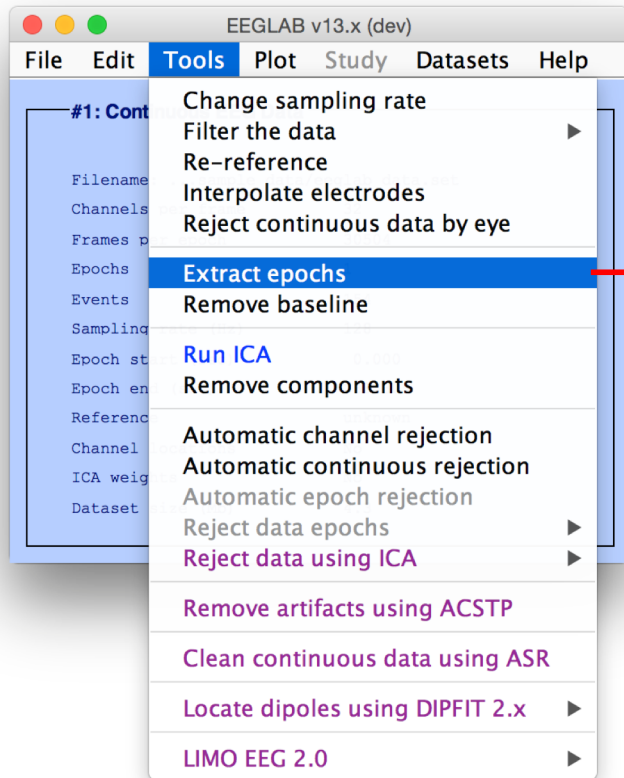 EEGLAB v13.x (dev)
File Edit Tools Plot Study Datasets Help
#1: Cont
Change sampling rate
Filter the data
Re-reference
Filename
Interpolate electrodes
Channels
Reject continuous data by eye
Frames p
Epochs
Extract epochs
Events
Remove baseline
Sampling
Run ICA
Epoch st
Remove components
Epoch en
Reference
Automatic channel rejection
Channel
Automatic continuous rejection
ICA weig
Automatic epoch rejection
Dataset
Reject data epochs
Reject data using ICA
Remove artifacts using ACSTP
Clean continuous data using ASR
Locate dipoles using DIPFIT 2.x
LIMO EEG 2.0